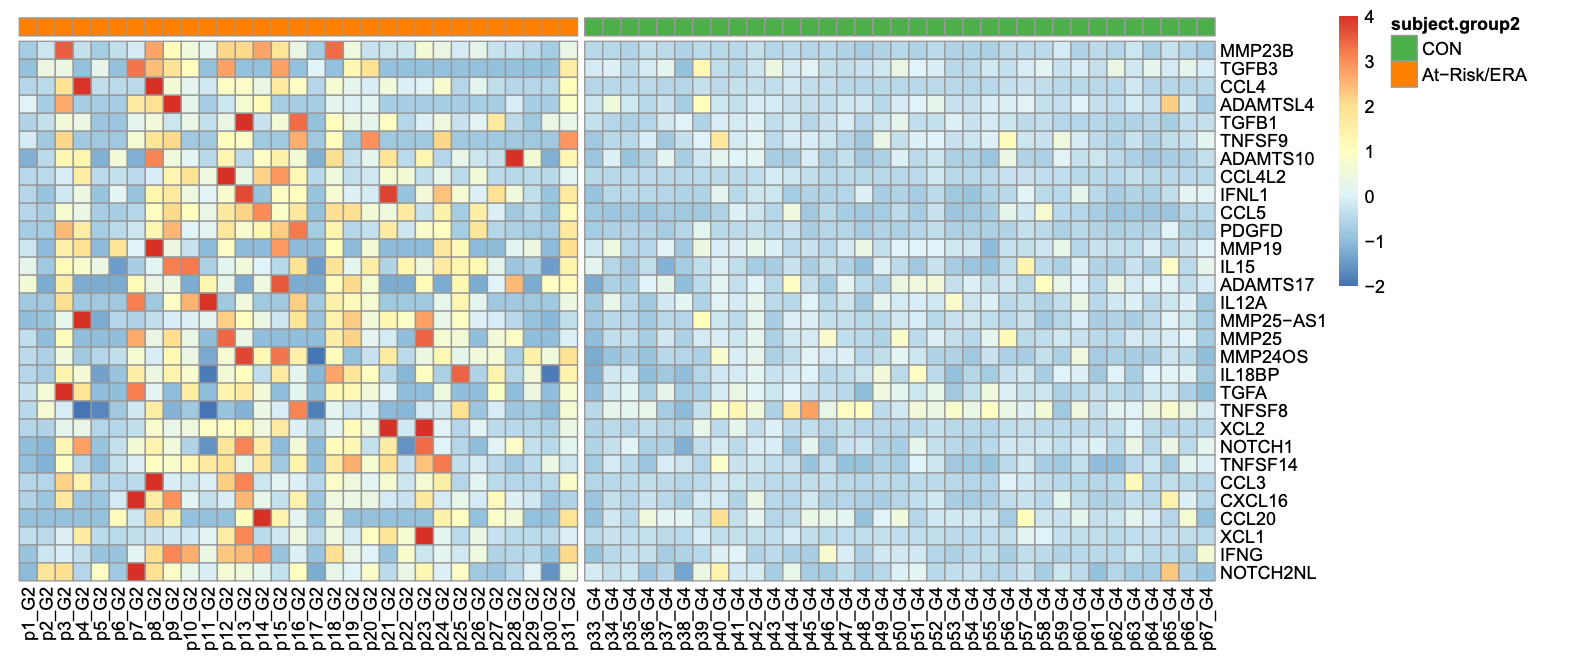 4
3
2
1
0
−1
−2
subject.group2
CON
At−Risk/ERA
MMP23B
TGFB3
CCL4
ADAMTSL4
TGFB1
TNFSF9
ADAMTS10
CCL4L2
IFNL1
CCL5
PDGFD
MMP19
IL15
ADAMTS17
IL12A
MMP25−AS1
MMP25
MMP24OS
IL18BP
TGFA
TNFSF8
XCL2
NOTCH1
TNFSF14
CCL3
CXCL16
CCL20
XCL1
IFNG
NOTCH2NL
p1_G2
p2_G2
p3_G2
p4_G2
p5_G2
p6_G2
p7_G2
p8_G2
p9_G2
p10_G2
p11_G2
p12_G2
p13_G2
p14_G2
p15_G2
p16_G2
p17_G2
p18_G2
p19_G2
p20_G2
p21_G2
p22_G2
p23_G2
p24_G2
p25_G2
p26_G2
p27_G2
p28_G2
p29_G2
p30_G2
p31_G2
p33_G4
p34_G4
p35_G4
p36_G4
p37_G4
p38_G4
p39_G4
p40_G4
p41_G4
p42_G4
p43_G4
p44_G4
p45_G4
p46_G4
p47_G4
p48_G4
p49_G4
p50_G4
p51_G4
p52_G4
p53_G4
p54_G4
p55_G4
p56_G4
p57_G4
p58_G4
p59_G4
p60_G4
p61_G4
p62_G4
p63_G4
p64_G4
p65_G4
p66_G4
p67_G4